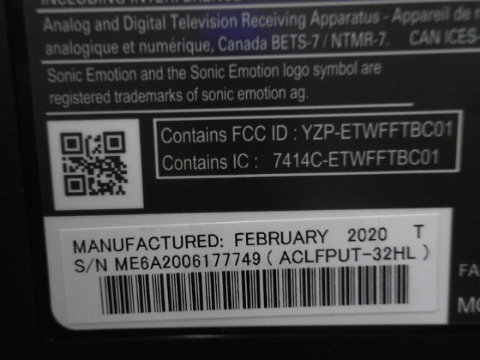 Analog and Digital Television Receiving Apparatus - Appareil de
analogique et numérique, Canada BETS-7 / NTMR-7. CAN ICES-
Sonic Emotion and the Sonic Emotion logo symbol are
registered trademarks of sonic emotion ag.
Contains FCC ID : YZP-ETWFFTBC01
Contains IC : 7414C-ETWFFTBC01
MANUFACTURED: FEBRUARY 2020 T
S/N ME6A2006177749 ( ACLFPUT-32HL )
FA